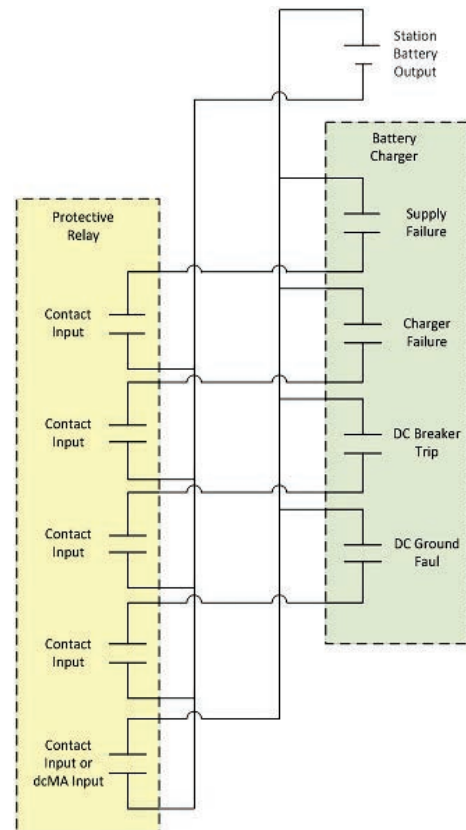 Station
Battery
Output
Battery
Charger
Supply
Failure
Charger
Failure
DC Breaker
Trip
DC Ground
Faul
Protective
Relay
Contact
Input
Contact
Input
Contact
Input
Contact
Input
Contact
Input or
dcMA Input